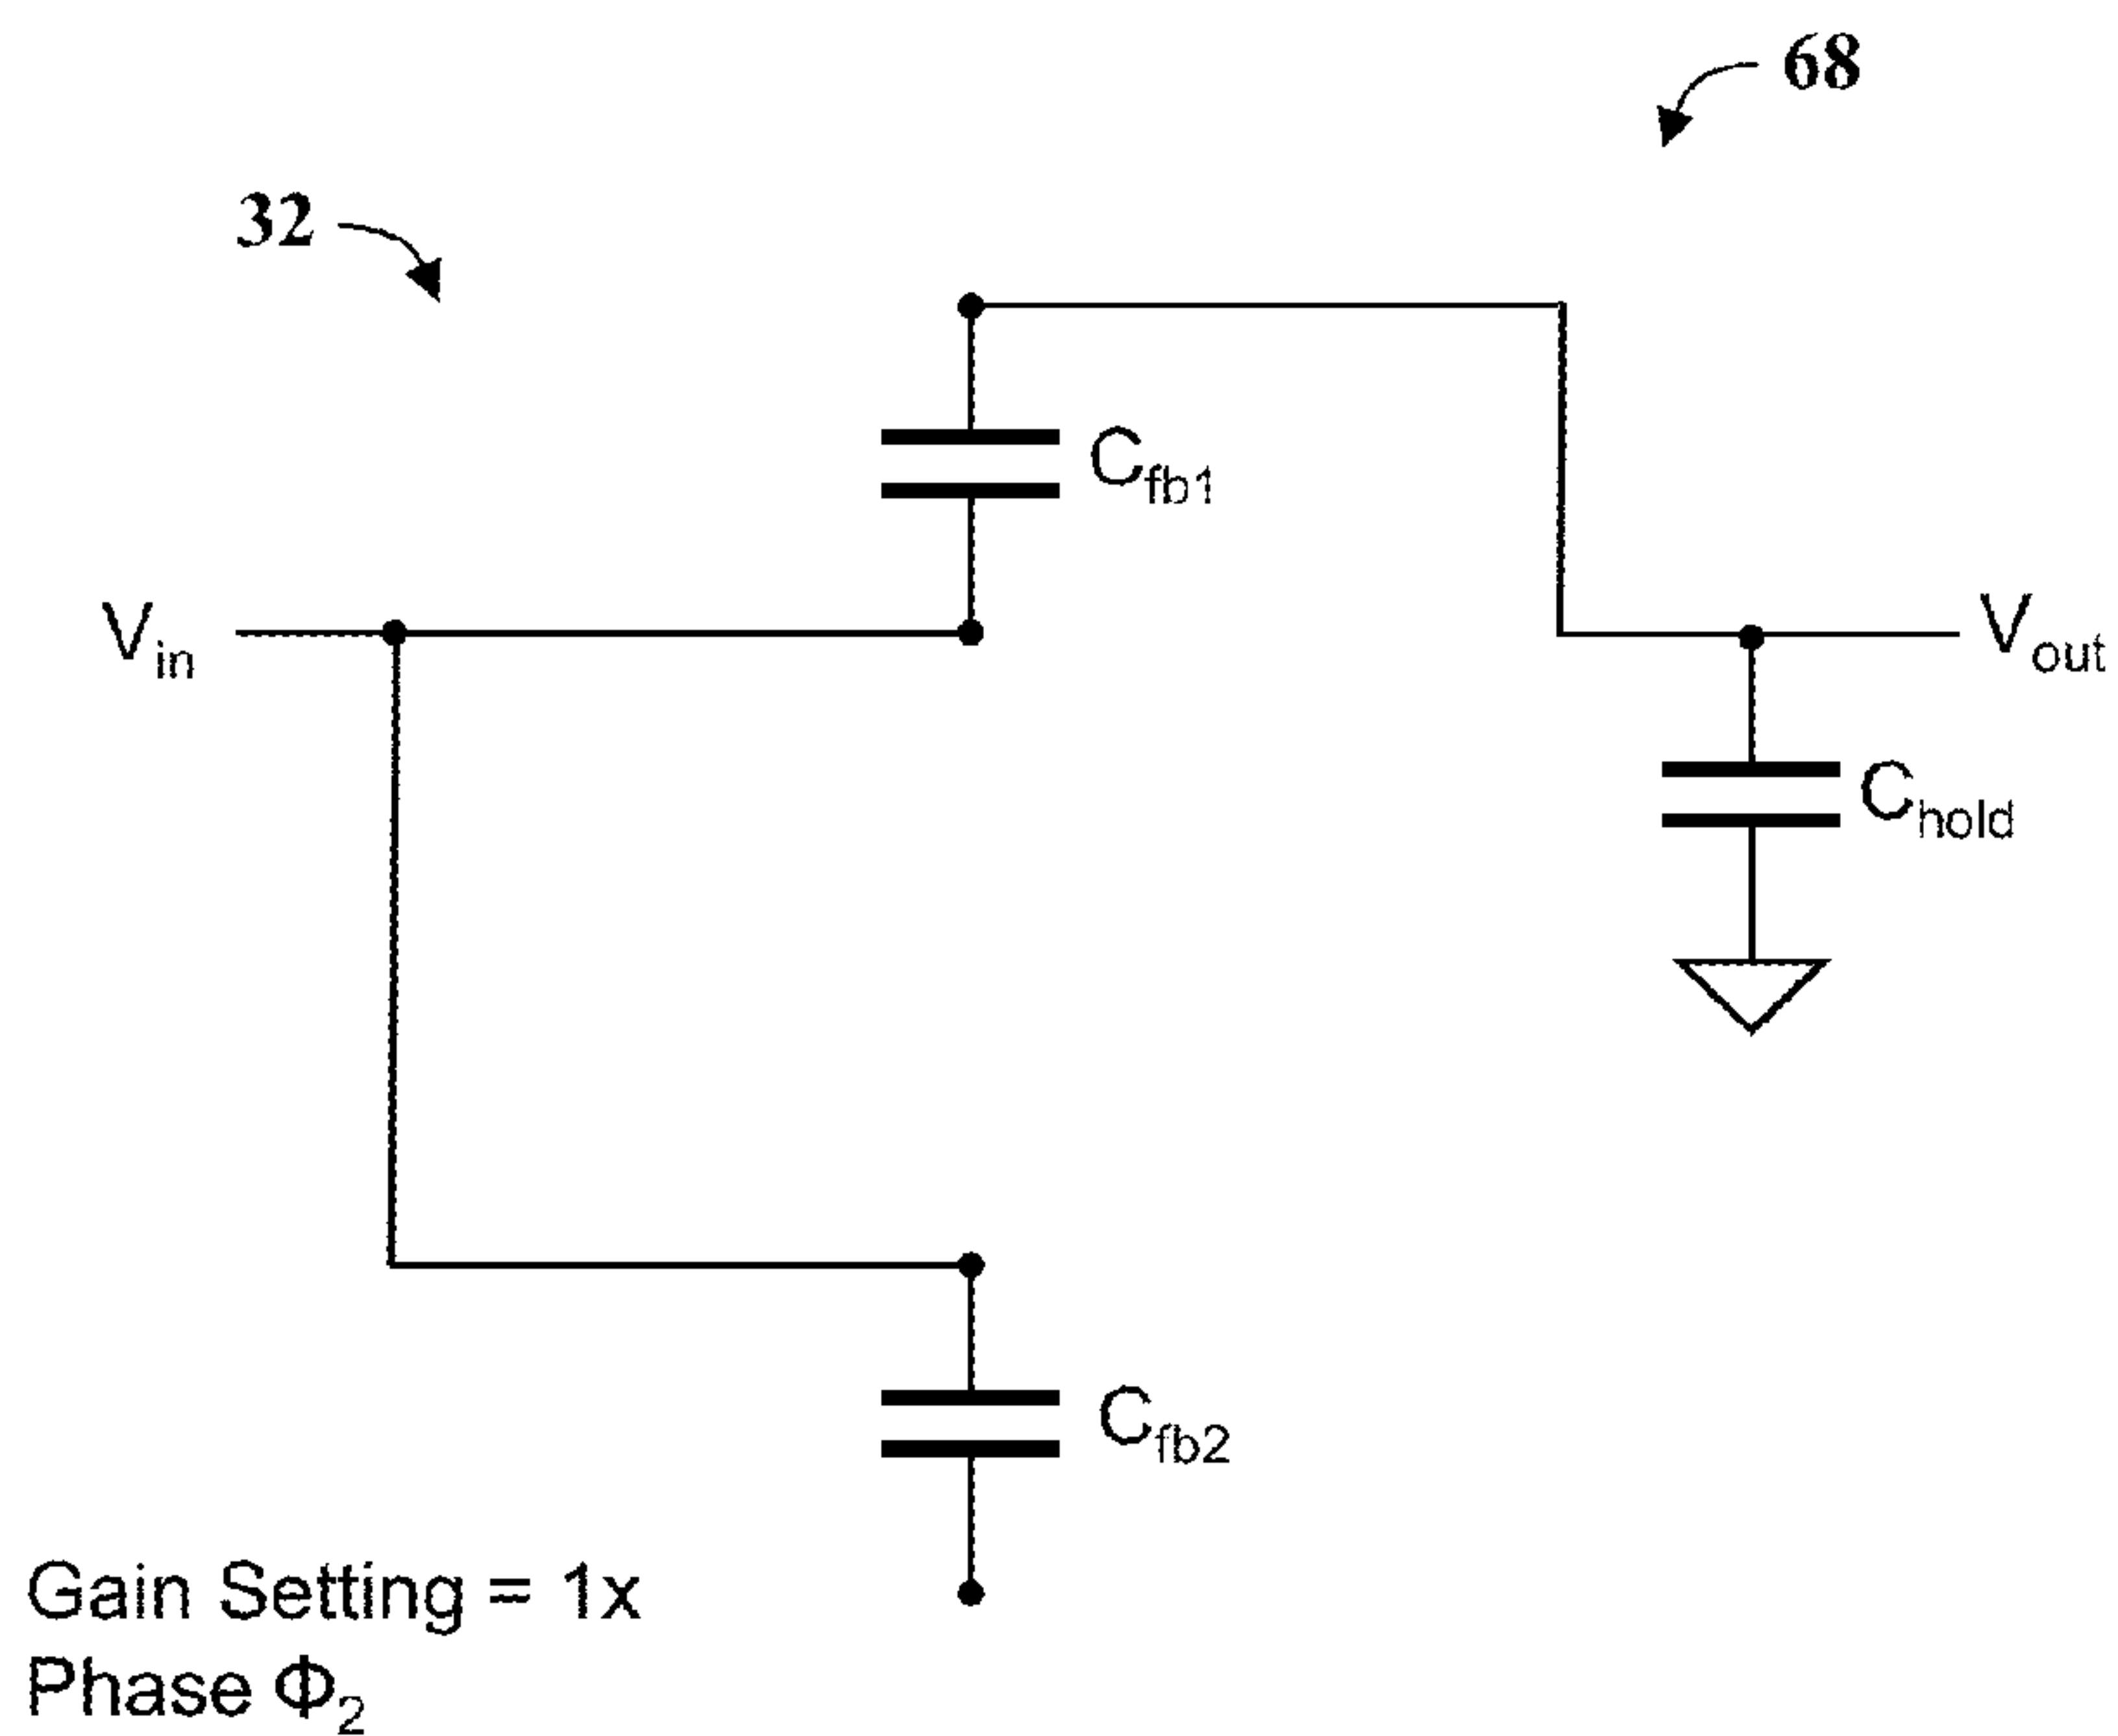 68
32
C_fb1
V_in
V_out
C_hold
C_fb2
Gain Setting = 1x
Phase Φ_2